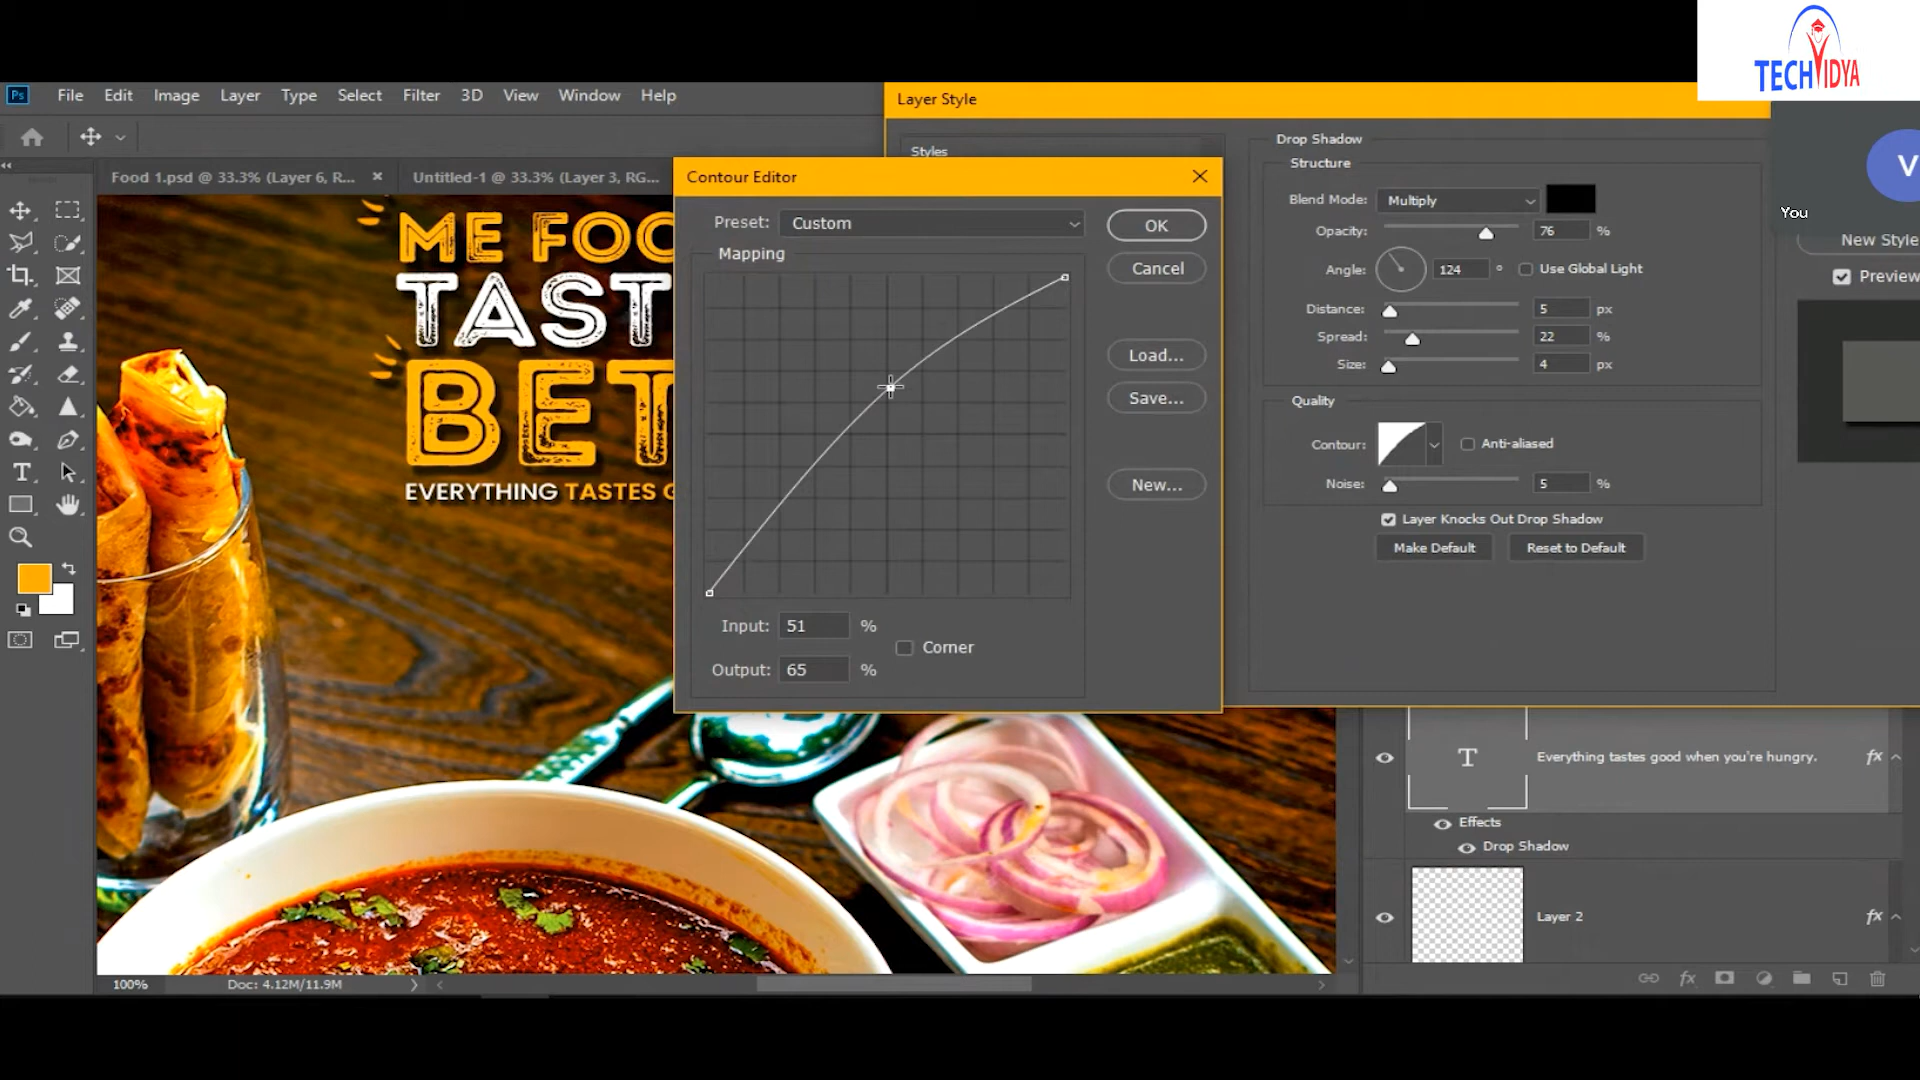 TECHVIDYA
Ps File Edit Image Layer Type Select Filter 3D View Window Help
Layer Style
V
You
Food 1.psd @ 33.3% (Layer 6, R...
Untitled-1 @ 33.3% (Layer 3, RG...
Styles
Contour Editor
Preset: Custom
Mapping
OK
Cancel
Load...
Save...
New...
Input: 51 %
Output: 65 %
Corner
Drop Shadow
Structure
Blend Mode: Multiply
Opacity: 76 %
Angle: 124 ° Use Global Light
Distance: 5 px
Spread: 22 %
Size: 4 px
Quality
Contour: Anti-aliased
Noise: 5 %
Layer Knocks Out Drop Shadow
Make Default Reset to Default
New Style
Preview
ME FOO
TAST
BET
EVERYTHING TASTES G
T
Everything tastes good when you're hungry. fx
Effects
Drop Shadow
Layer 2 fx
fx
100% Doc: 4.12M/11.9M